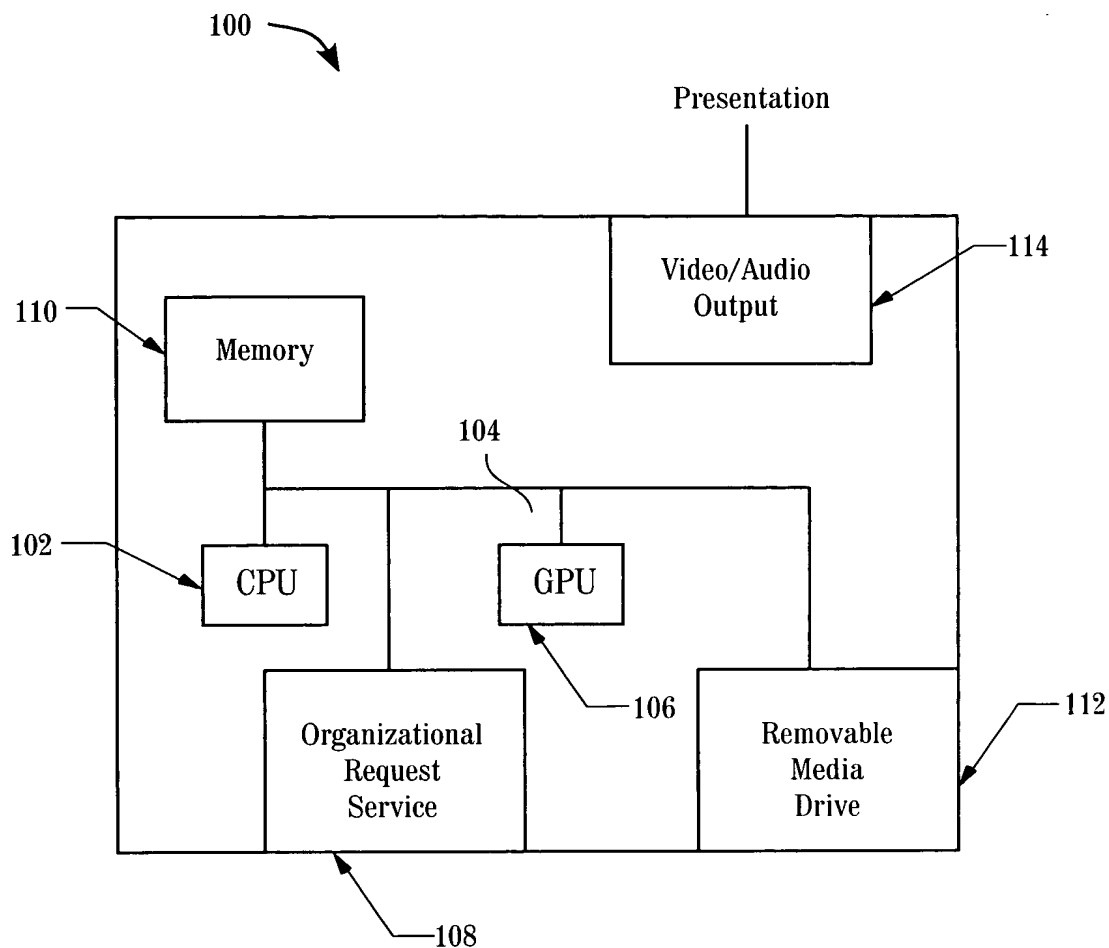 100
Presentation
Video/Audio
Output
114
110
Memory
104
102
CPU
GPU
106
Organizational
Request
Service
Removable
Media
Drive
112
108